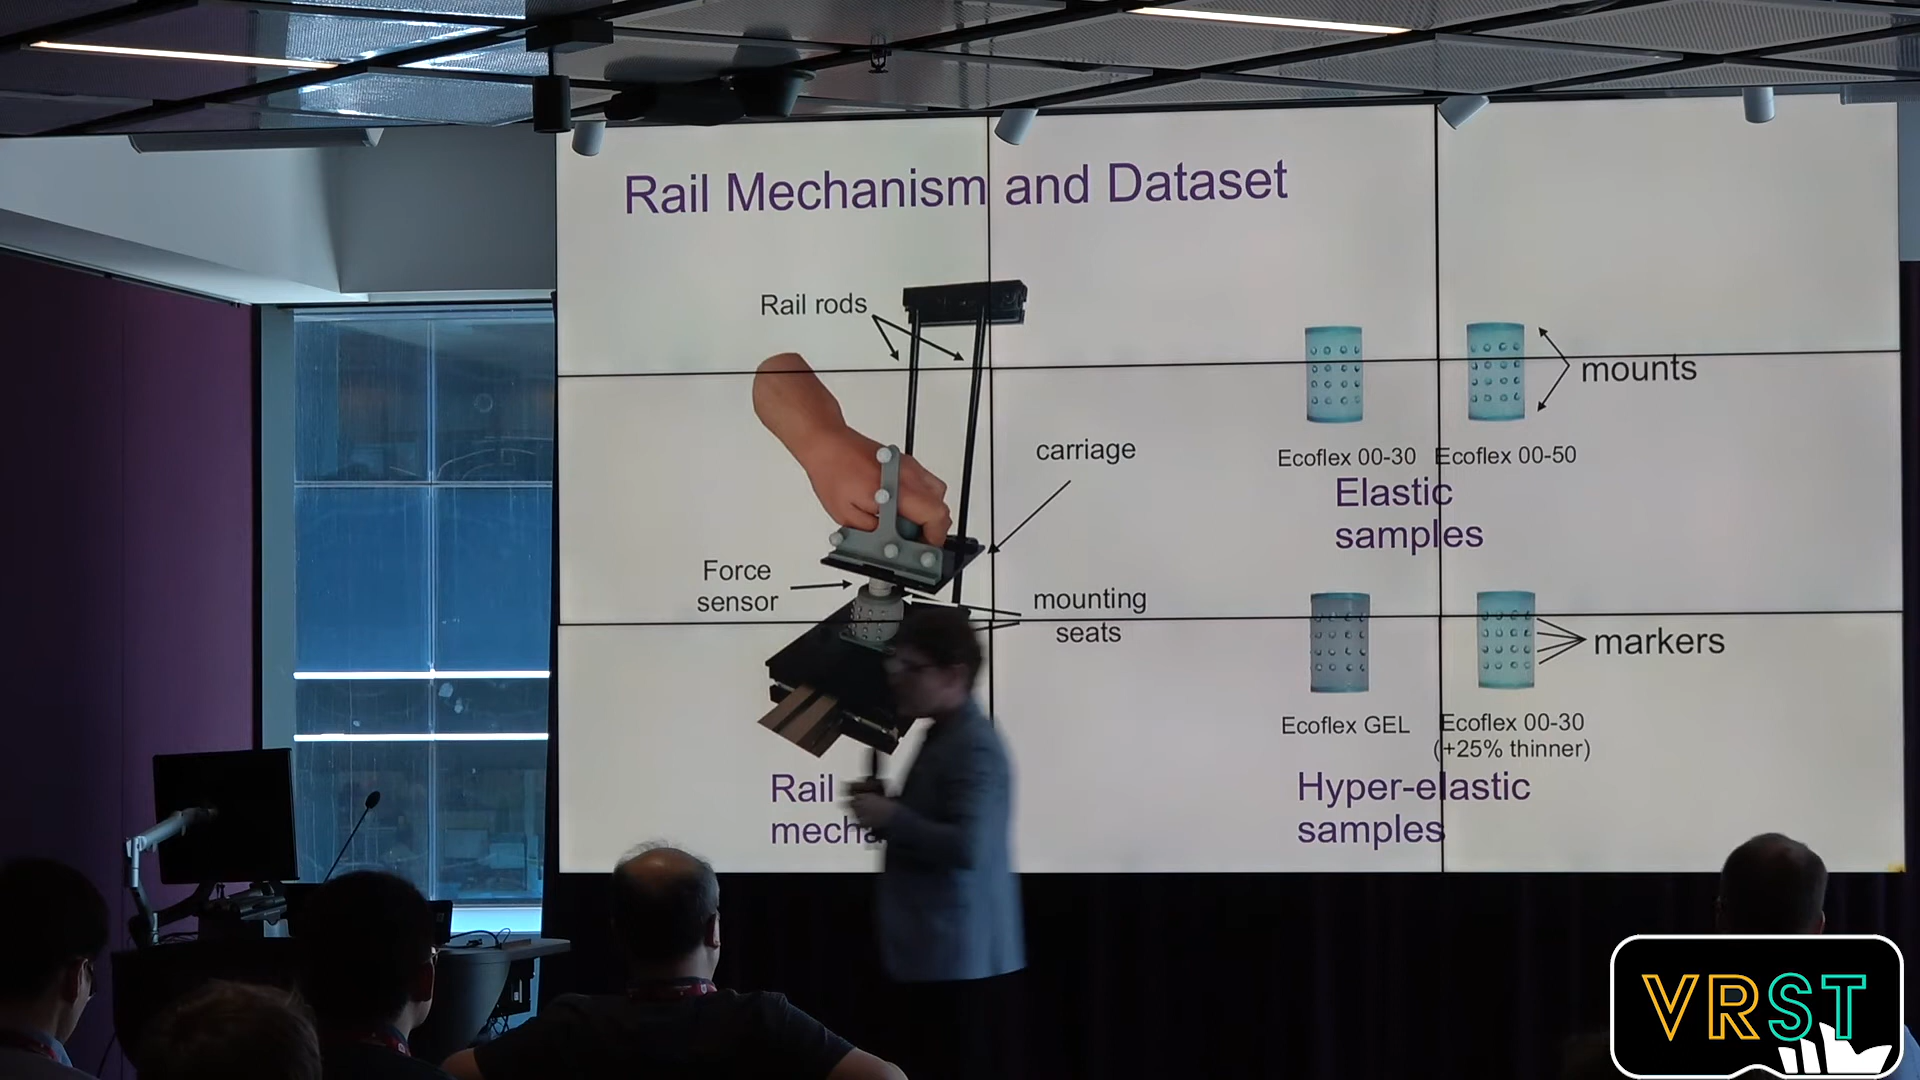 Rail Mechanism and Dataset
Rail rods
carriage
Force
sensor
mounting
seats
Rail
mounts
Ecoflex 00-30
Ecoflex 00-50
Elastic
samples
markers
Ecoflex GEL
Ecoflex 00-30
(+25% thinner)
Hyper-elastic
samples
VRST